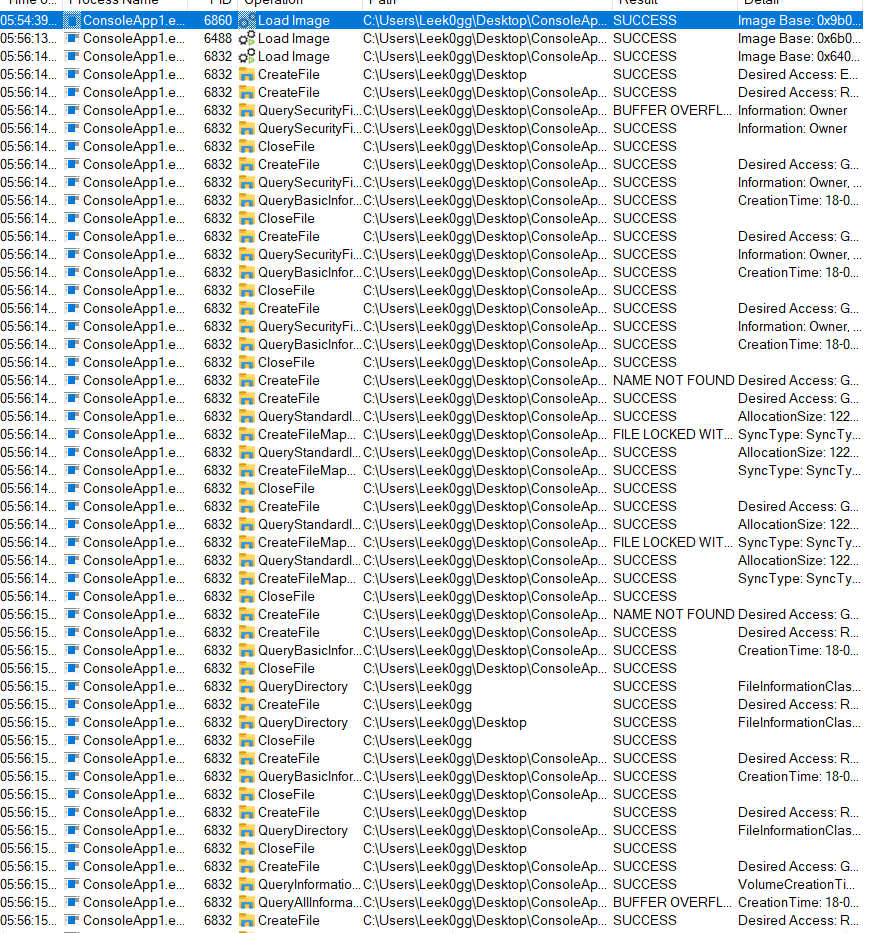 Time o... Process Name PID Operation Path Result Detail
05:54:39... ConsoleApp1.e... 6860 Load Image C:\Users\Leek0gg\Desktop\ConsoleAp... SUCCESS Image Base: 0x9b0...
05:56:13... ConsoleApp1.e... 6488 Load Image C:\Users\Leek0gg\Desktop\ConsoleAp... SUCCESS Image Base: 0x6b0...
05:56:14... ConsoleApp1.e... 6832 Load Image C:\Users\Leek0gg\Desktop\ConsoleAp... SUCCESS Image Base: 0x640...
05:56:14... ConsoleApp1.e... 6832 CreateFile C:\Users\Leek0gg\Desktop SUCCESS Desired Access: E...
05:56:14... ConsoleApp1.e... 6832 CreateFile C:\Users\Leek0gg\Desktop\ConsoleAp... SUCCESS Desired Access: R...
05:56:14... ConsoleApp1.e... 6832 QuerySecurityFi... C:\Users\Leek0gg\Desktop\ConsoleAp... BUFFER OVERFL... Information: Owner
05:56:14... ConsoleApp1.e... 6832 QuerySecurityFi... C:\Users\Leek0gg\Desktop\ConsoleAp... SUCCESS Information: Owner
05:56:14... ConsoleApp1.e... 6832 CloseFile C:\Users\Leek0gg\Desktop\ConsoleAp... SUCCESS
05:56:14... ConsoleApp1.e... 6832 CreateFile C:\Users\Leek0gg\Desktop\ConsoleAp... SUCCESS Desired Access: G...
05:56:14... ConsoleApp1.e... 6832 QuerySecurityFi... C:\Users\Leek0gg\Desktop\ConsoleAp... SUCCESS Information: Owner, ...
05:56:14... ConsoleApp1.e... 6832 QueryBasicInfor... C:\Users\Leek0gg\Desktop\ConsoleAp... SUCCESS CreationTime: 18-0...
05:56:14... ConsoleApp1.e... 6832 CloseFile C:\Users\Leek0gg\Desktop\ConsoleAp... SUCCESS
05:56:14... ConsoleApp1.e... 6832 CreateFile C:\Users\Leek0gg\Desktop\ConsoleAp... SUCCESS Desired Access: G...
05:56:14... ConsoleApp1.e... 6832 QuerySecurityFi... C:\Users\Leek0gg\Desktop\ConsoleAp... SUCCESS Information: Owner, ...
05:56:14... ConsoleApp1.e... 6832 QueryBasicInfor... C:\Users\Leek0gg\Desktop\ConsoleAp... SUCCESS CreationTime: 18-0...
05:56:14... ConsoleApp1.e... 6832 CloseFile C:\Users\Leek0gg\Desktop\ConsoleAp... SUCCESS
05:56:14... ConsoleApp1.e... 6832 CreateFile C:\Users\Leek0gg\Desktop\ConsoleAp... SUCCESS Desired Access: G...
05:56:14... ConsoleApp1.e... 6832 QuerySecurityFi... C:\Users\Leek0gg\Desktop\ConsoleAp... SUCCESS Information: Owner, ...
05:56:14... ConsoleApp1.e... 6832 QueryBasicInfor... C:\Users\Leek0gg\Desktop\ConsoleAp... SUCCESS CreationTime: 18-0...
05:56:14... ConsoleApp1.e... 6832 CloseFile C:\Users\Leek0gg\Desktop\ConsoleAp... SUCCESS
05:56:14... ConsoleApp1.e... 6832 CreateFile C:\Users\Leek0gg\Desktop\ConsoleAp... NAME NOT FOUND Desired Access: G...
05:56:14... ConsoleApp1.e... 6832 CreateFile C:\Users\Leek0gg\Desktop\ConsoleAp... SUCCESS Desired Access: G...
05:56:14... ConsoleApp1.e... 6832 QueryStandardI... C:\Users\Leek0gg\Desktop\ConsoleAp... SUCCESS AllocationSize: 122...
05:56:14... ConsoleApp1.e... 6832 CreateFileMap... C:\Users\Leek0gg\Desktop\ConsoleAp... FILE LOCKED WIT... SyncType: SyncTy...
05:56:14... ConsoleApp1.e... 6832 QueryStandardI... C:\Users\Leek0gg\Desktop\ConsoleAp... SUCCESS AllocationSize: 122...
05:56:14... ConsoleApp1.e... 6832 CreateFileMap... C:\Users\Leek0gg\Desktop\ConsoleAp... SUCCESS SyncType: SyncTy...
05:56:14... ConsoleApp1.e... 6832 CloseFile C:\Users\Leek0gg\Desktop\ConsoleAp... SUCCESS
05:56:14... ConsoleApp1.e... 6832 CreateFile C:\Users\Leek0gg\Desktop\ConsoleAp... SUCCESS Desired Access: G...
05:56:14... ConsoleApp1.e... 6832 QueryStandardI... C:\Users\Leek0gg\Desktop\ConsoleAp... SUCCESS AllocationSize: 122...
05:56:14... ConsoleApp1.e... 6832 CreateFileMap... C:\Users\Leek0gg\Desktop\ConsoleAp... FILE LOCKED WIT... SyncType: SyncTy...
05:56:14... ConsoleApp1.e... 6832 QueryStandardI... C:\Users\Leek0gg\Desktop\ConsoleAp... SUCCESS AllocationSize: 122...
05:56:14... ConsoleApp1.e... 6832 CreateFileMap... C:\Users\Leek0gg\Desktop\ConsoleAp... SUCCESS SyncType: SyncTy...
05:56:14... ConsoleApp1.e... 6832 CloseFile C:\Users\Leek0gg\Desktop\ConsoleAp... SUCCESS
05:56:15... ConsoleApp1.e... 6832 CreateFile C:\Users\Leek0gg\Desktop\ConsoleAp... NAME NOT FOUND Desired Access: G...
05:56:15... ConsoleApp1.e... 6832 CreateFile C:\Users\Leek0gg\Desktop\ConsoleAp... SUCCESS Desired Access: R...
05:56:15... ConsoleApp1.e... 6832 QueryBasicInfor... C:\Users\Leek0gg\Desktop\ConsoleAp... SUCCESS CreationTime: 18-0...
05:56:15... ConsoleApp1.e... 6832 CloseFile C:\Users\Leek0gg\Desktop\ConsoleAp... SUCCESS
05:56:15... ConsoleApp1.e... 6832 QueryDirectory C:\Users\Leek0gg SUCCESS FileInformationClas...
05:56:15... ConsoleApp1.e... 6832 CreateFile C:\Users\Leek0gg SUCCESS Desired Access: R...
05:56:15... ConsoleApp1.e... 6832 QueryDirectory C:\Users\Leek0gg\Desktop SUCCESS FileInformationClas...
05:56:15... ConsoleApp1.e... 6832 CloseFile C:\Users\Leek0gg SUCCESS
05:56:15... ConsoleApp1.e... 6832 CreateFile C:\Users\Leek0gg\Desktop\ConsoleAp... SUCCESS Desired Access: R...
05:56:15... ConsoleApp1.e... 6832 QueryBasicInfor... C:\Users\Leek0gg\Desktop\ConsoleAp... SUCCESS CreationTime: 18-0...
05:56:15... ConsoleApp1.e... 6832 CloseFile C:\Users\Leek0gg\Desktop\ConsoleAp... SUCCESS
05:56:15... ConsoleApp1.e... 6832 CreateFile C:\Users\Leek0gg\Desktop SUCCESS Desired Access: R...
05:56:15... ConsoleApp1.e... 6832 QueryDirectory C:\Users\Leek0gg\Desktop\ConsoleAp... SUCCESS FileInformationClas...
05:56:15... ConsoleApp1.e... 6832 CloseFile C:\Users\Leek0gg\Desktop SUCCESS
05:56:15... ConsoleApp1.e... 6832 CreateFile C:\Users\Leek0gg\Desktop\ConsoleAp... SUCCESS Desired Access: G...
05:56:15... ConsoleApp1.e... 6832 QueryInformatio... C:\Users\Leek0gg\Desktop\ConsoleAp... SUCCESS VolumeCreationTi...
05:56:15... ConsoleApp1.e... 6832 QueryAllInforma... C:\Users\Leek0gg\Desktop\ConsoleAp... BUFFER OVERFL... CreationTime: 18-0...
05:56:15... ConsoleApp1.e... 6832 CreateFile C:\Users\Leek0gg\Desktop\ConsoleAp... SUCCESS Desired Access: R...